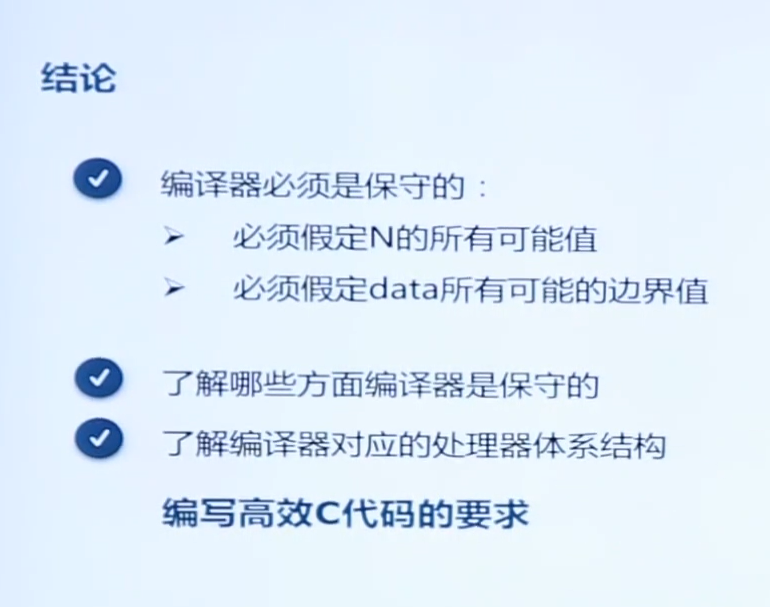 结论
编译器必须是保守的：
必须假定N的所有可能值
必须假定data所有可能的边界值
了解哪些方面编译器是保守的
了解编译器对应的处理器体系结构
编写高效C代码的要求